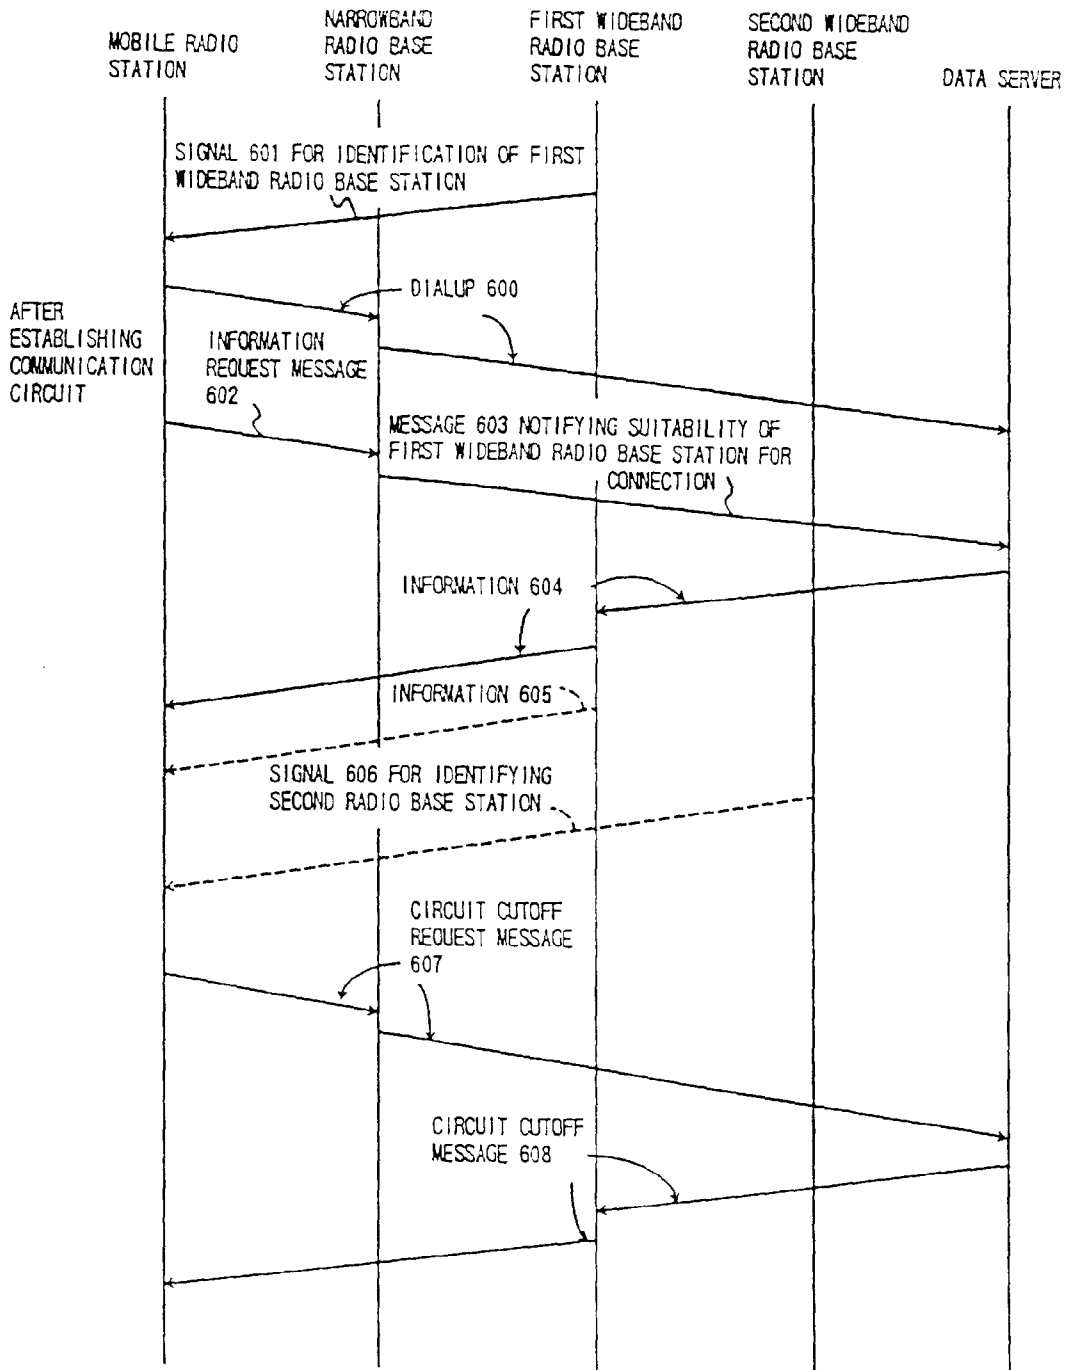 MOBILE RADIO
STATION
NARROWBAND
RADIO BASE
STATION
FIRST WIDEBAND
RADIO BASE
STATION
SECOND WIDEBAND
RADIO BASE
STATION
DATA SERVER
SIGNAL 601 FOR IDENTIFICATION OF FIRST
WIDEBAND RADIO BASE STATION
DIALUP 600
AFTER
ESTABLISHING
COMMUNICATION
CIRCUIT
INFORMATION
REQUEST MESSAGE
602
MESSAGE 603 NOTIFYING SUITABILITY OF
FIRST WIDEBAND RADIO BASE STATION FOR
CONNECTION
INFORMATION 604
INFORMATION 605
SIGNAL 606 FOR IDENTIFYING
SECOND RADIO BASE STATION
CIRCUIT CUTOFF
REQUEST MESSAGE
607
CIRCUIT CUTOFF
MESSAGE 608